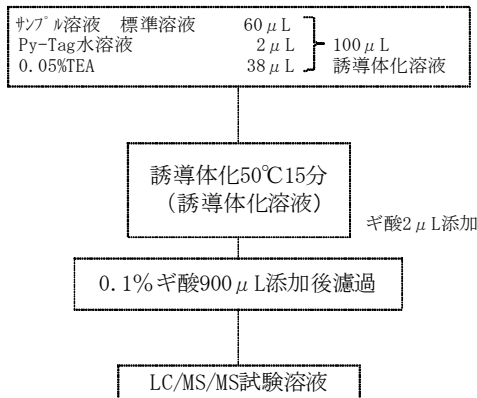 ｻﾝﾌﾟﾙ溶液 標準溶液 60μL
Py-Tag水溶液 2μL 100μL
0.05%TEA 38μL 誘導体化溶液
誘導体化50℃15分
（誘導体化溶液）
ギ酸2μL添加
0.1％ギ酸900μL添加後濾過
LC/MS/MS試験溶液